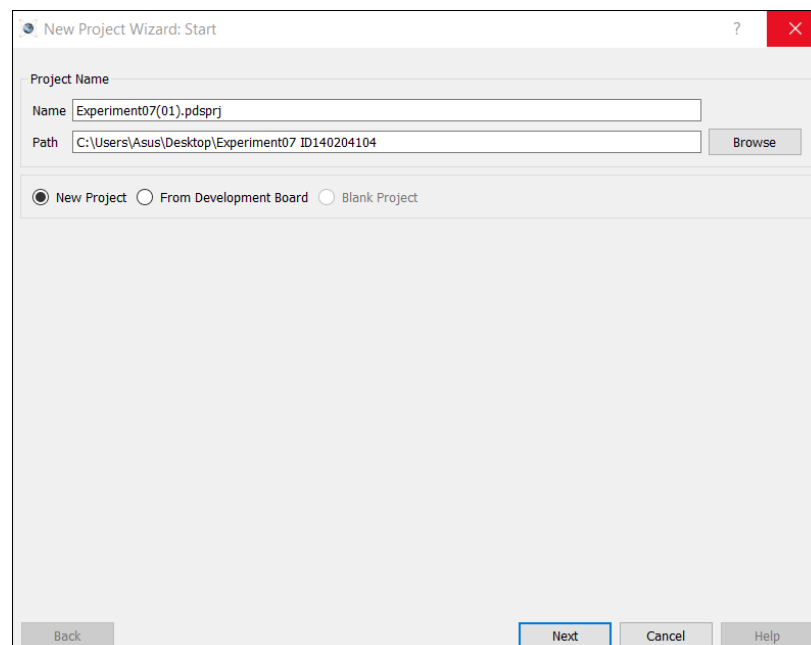 New Project Wizard: Start ?
Project Name
Name Experiment07(01).pdsprj
Path C:\Users\Asus\Desktop\Experiment07 ID140204104 Browse
New Project From Development Board Blank Project
Back Next Cancel Help